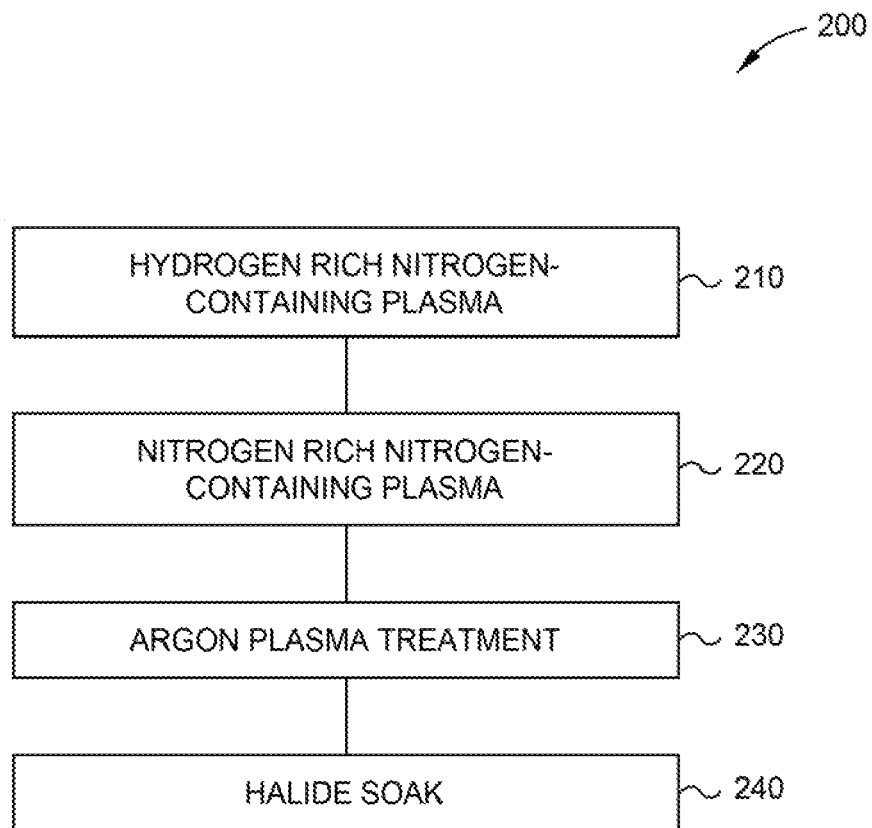 200
HYDROGEN RICH NITROGEN-
CONTAINING PLASMA
210
NITROGEN RICH NITROGEN-
CONTAINING PLASMA
220
ARGON PLASMA TREATMENT
230
HALIDE SOAK
240